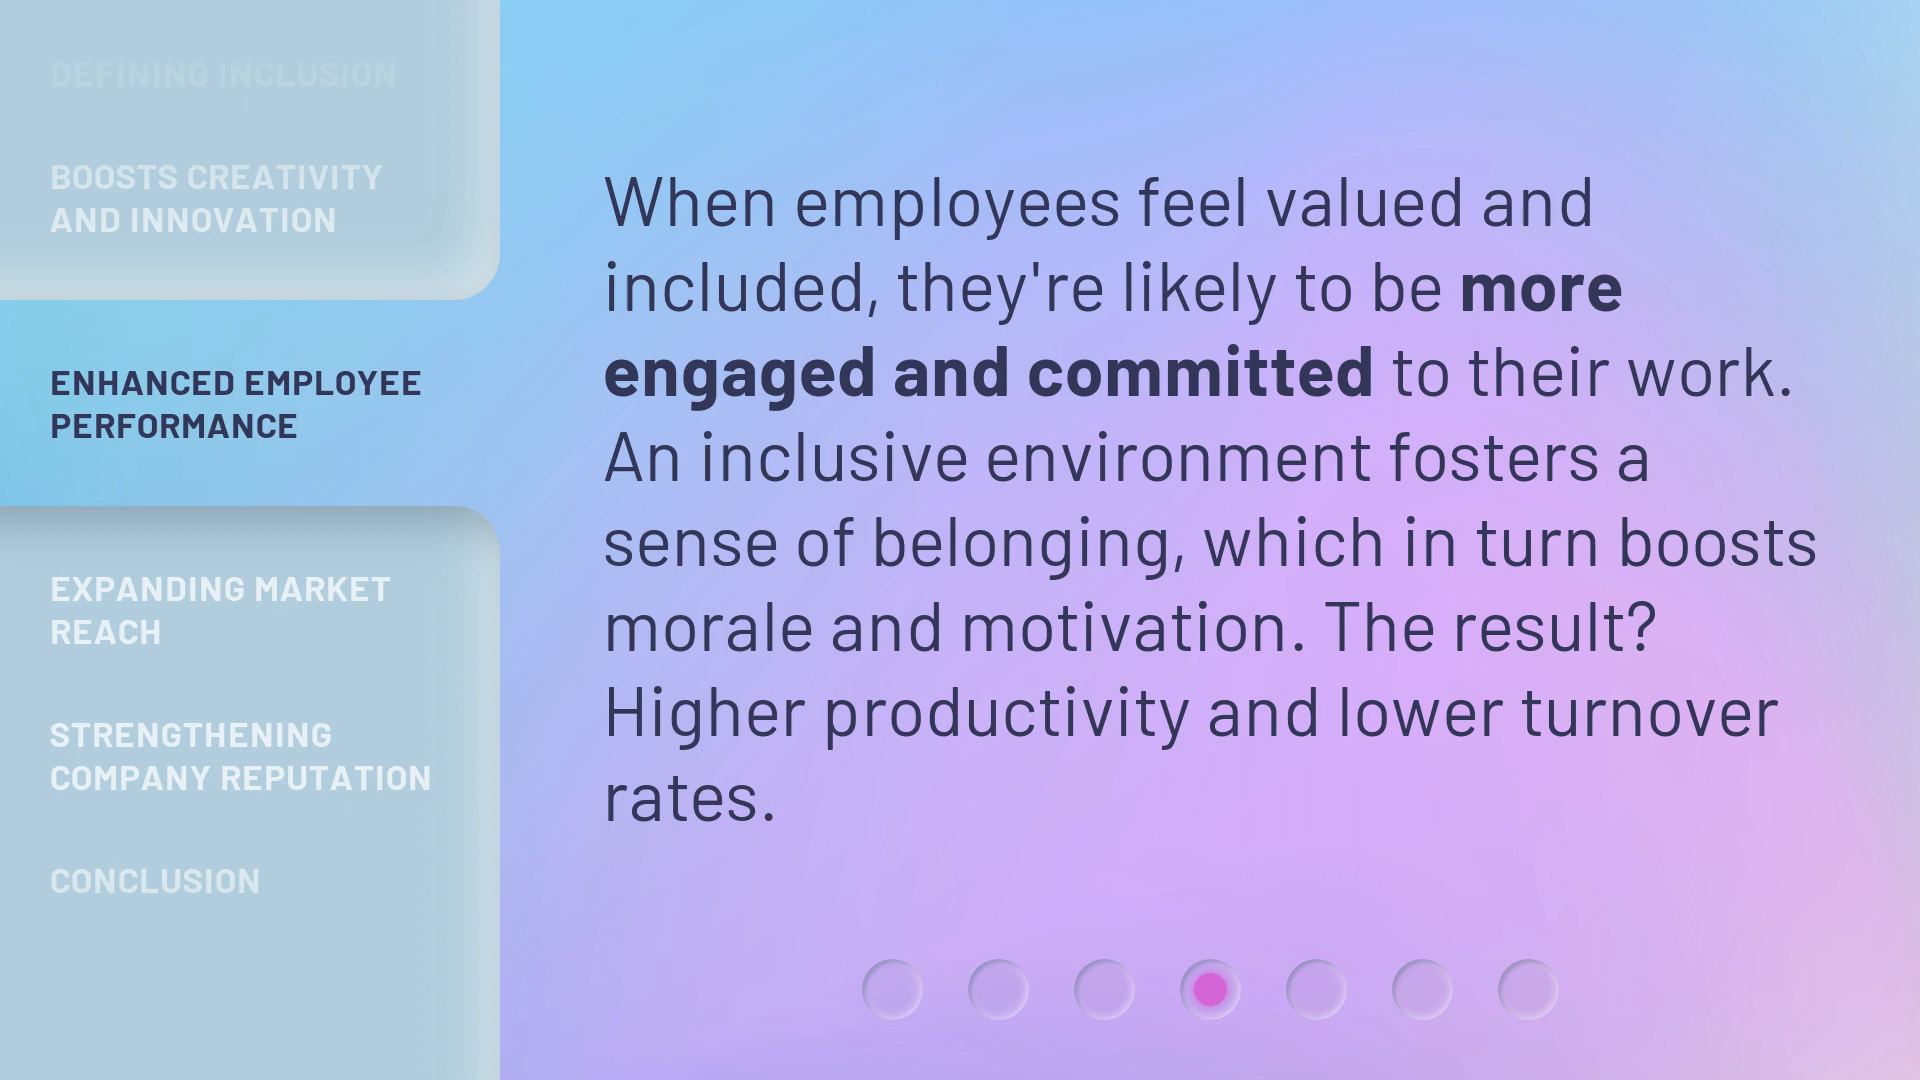 DEFINING INCLUSION
BOOSTS CREATIVITY
AND INNOVATION
ENHANCED EMPLOYEE
PERFORMANCE
EXPANDING MARKET
REACH
STRENGTHENING
COMPANY REPUTATION
CONCLUSION
When employees feel valued and
included, they're likely to be more
engaged and committed to their work.
An inclusive environment fosters a
sense of belonging, which in turn boosts
morale and motivation. The result?
Higher productivity and lower turnover
rates.